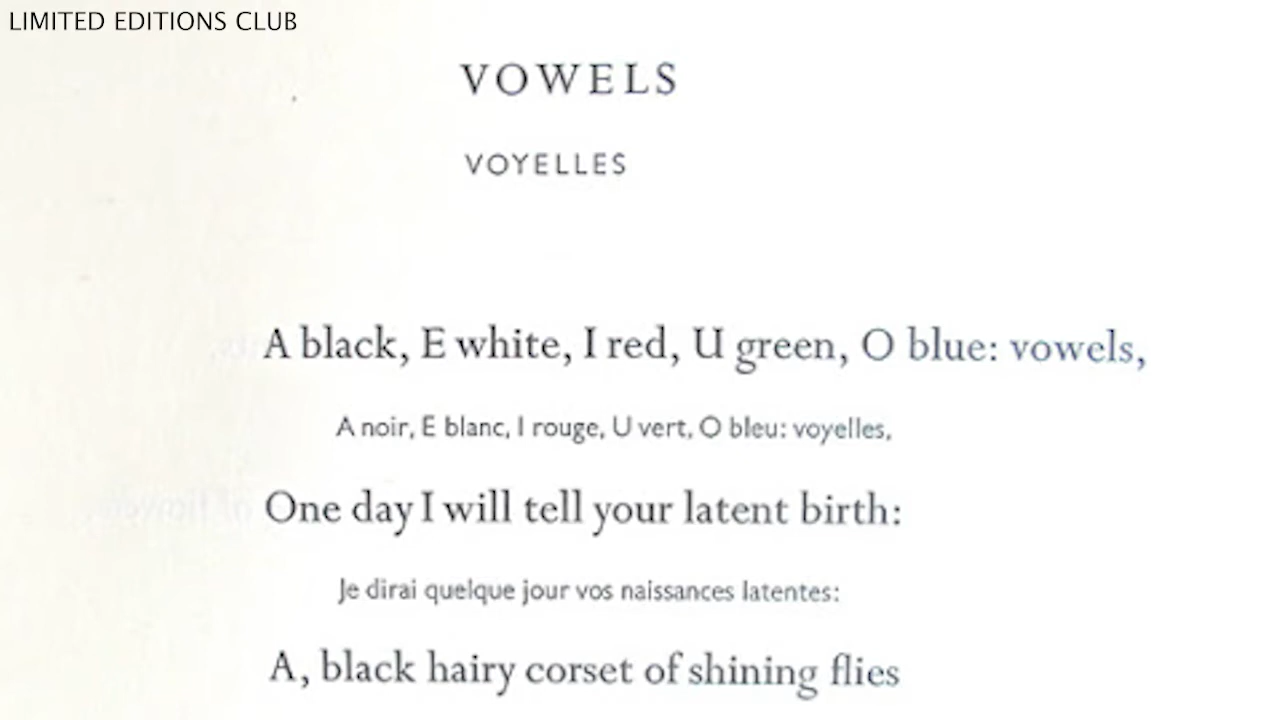 LIMITED EDITIONS CLUB
VOWELS
VOYELLES
A black, E white, I red, U green, O blue: vowels,
A noir, E blanc, I rouge, U vert, O bleu: voyelles,
One day I will tell your latent birth:
Je dirai quelque jour vos naissances latentes:
A, black hairy corset of shining flies